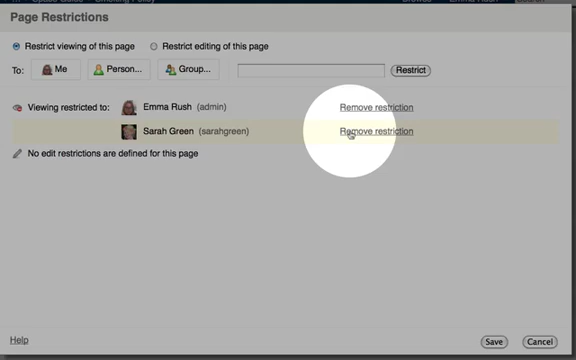 Page Restrictions
Restrict viewing of this page Restrict editing of this page
To: Me Person... Group... Restrict
Viewing restricted to: Emma Rush (admin) Remove restriction
Sarah Green (sarahgreen) Remove restriction
No edit restrictions are defined for this page
Help Save Cancel